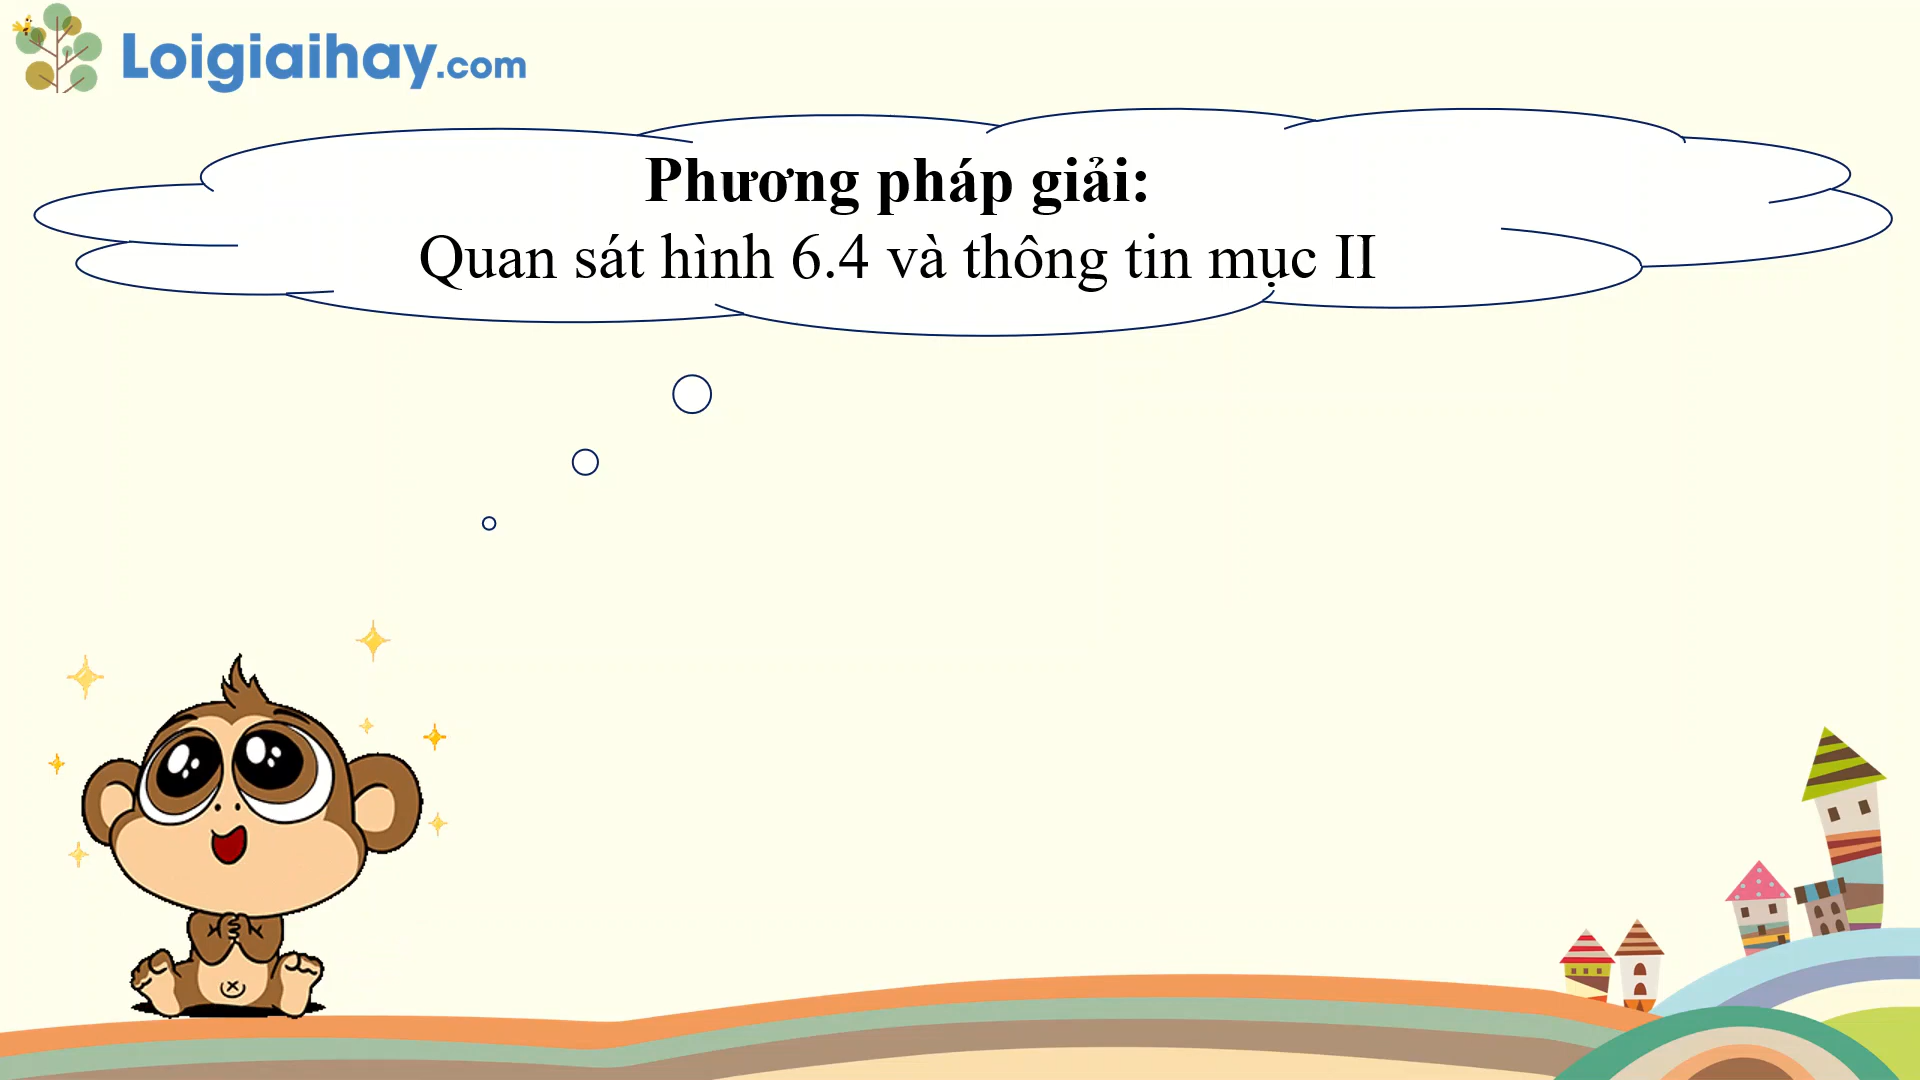 Loigiaihay.com
Phương pháp giải:
Quan sát hình 6.4 và thông tin mục II